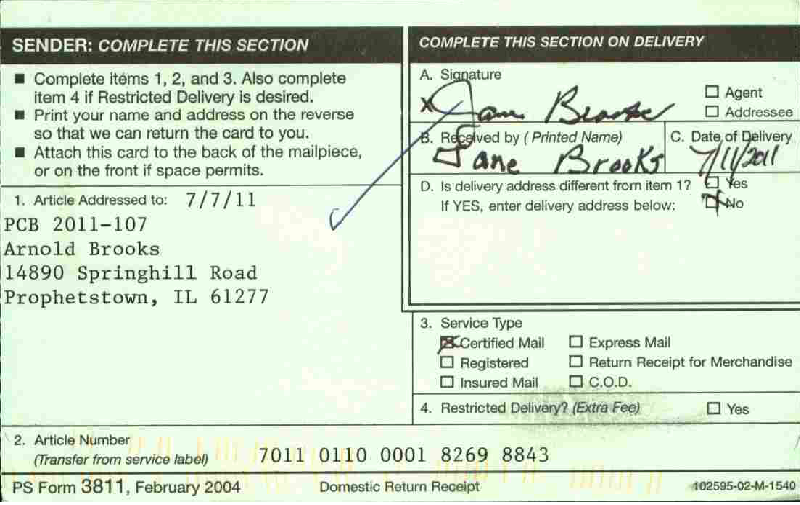 SENDER: COMPLETE THIS SECTION
■ Complete items 1, 2, and 3. Also complete
item 4 if Restricted Delivery is desired.
■ Print your name and address on the reverse
so that we can return the card to you.
■ Attach this card to the back of the mailpiece,
or on the front if space permits.
1. Article Addressed to: 7/7/11
PCB 2011-107
Arnold Brooks
14890 Springhill Road
Prophetstown, IL 61277
2. Article Number
(Transfer from service label) 7011 0110 0001 8269 8843
COMPLETE THIS SECTION ON DELIVERY
A. Signature
X Jane Brooks
☐ Agent
☐ Addressee
B. Received by (Printed Name)
Jane Brooks
C. Date of Delivery
7/11/2011
D. Is delivery address different from item 1? ☐ Yes
If YES, enter delivery address below: ☒ No
3. Service Type
☒ Certified Mail ☐ Express Mail
☐ Registered ☐ Return Receipt for Merchandise
☐ Insured Mail ☐ C.O.D.
4. Restricted Delivery? (Extra Fee) ☐ Yes
PS Form 3811, February 2004 Domestic Return Receipt 102595-02-M-1540